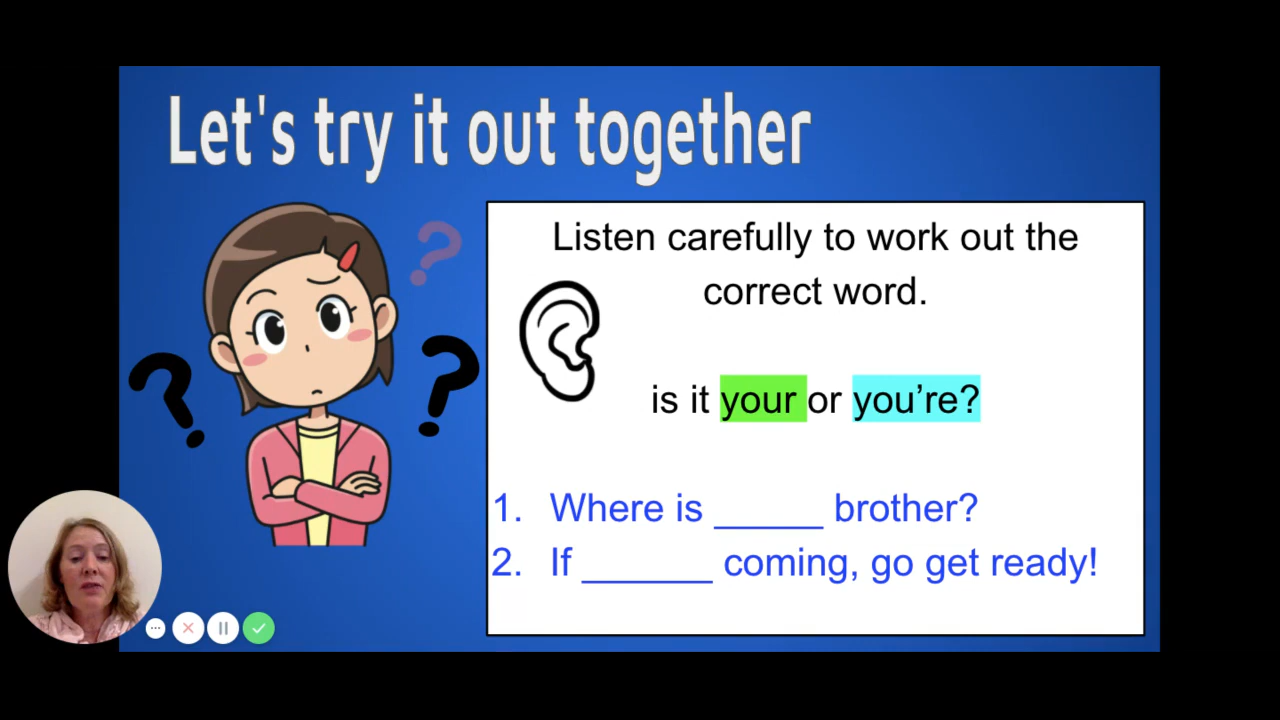 Let's try it out together
Listen carefully to work out the
correct word.
is it your or you’re?
1. Where is _____ brother?
2. If ______ coming, go get ready!